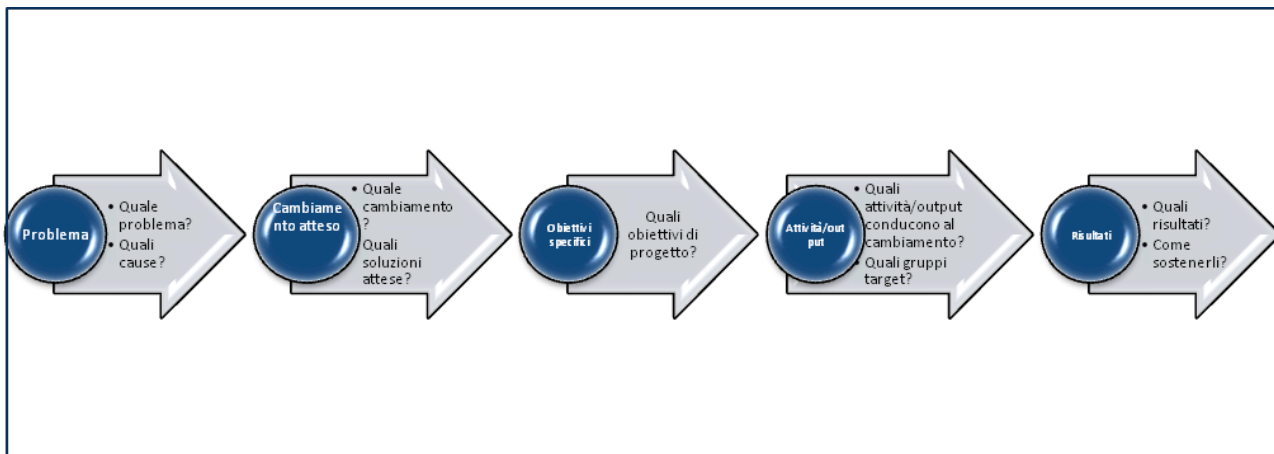 Problema
• Quale
problema?
• Quali
cause?
Cambiame
nto atteso
• Quale
cambiamento
?
• Quali
soluzioni
attese?
Obiettivi
specifici
Quali
obiettivi di
progetto?
Attività/out
put
• Quali
attività/output
conducono al
cambiamento?
• Quali gruppi
target?
Risultati
• Quali
risultati?
• Come
sostenerli?